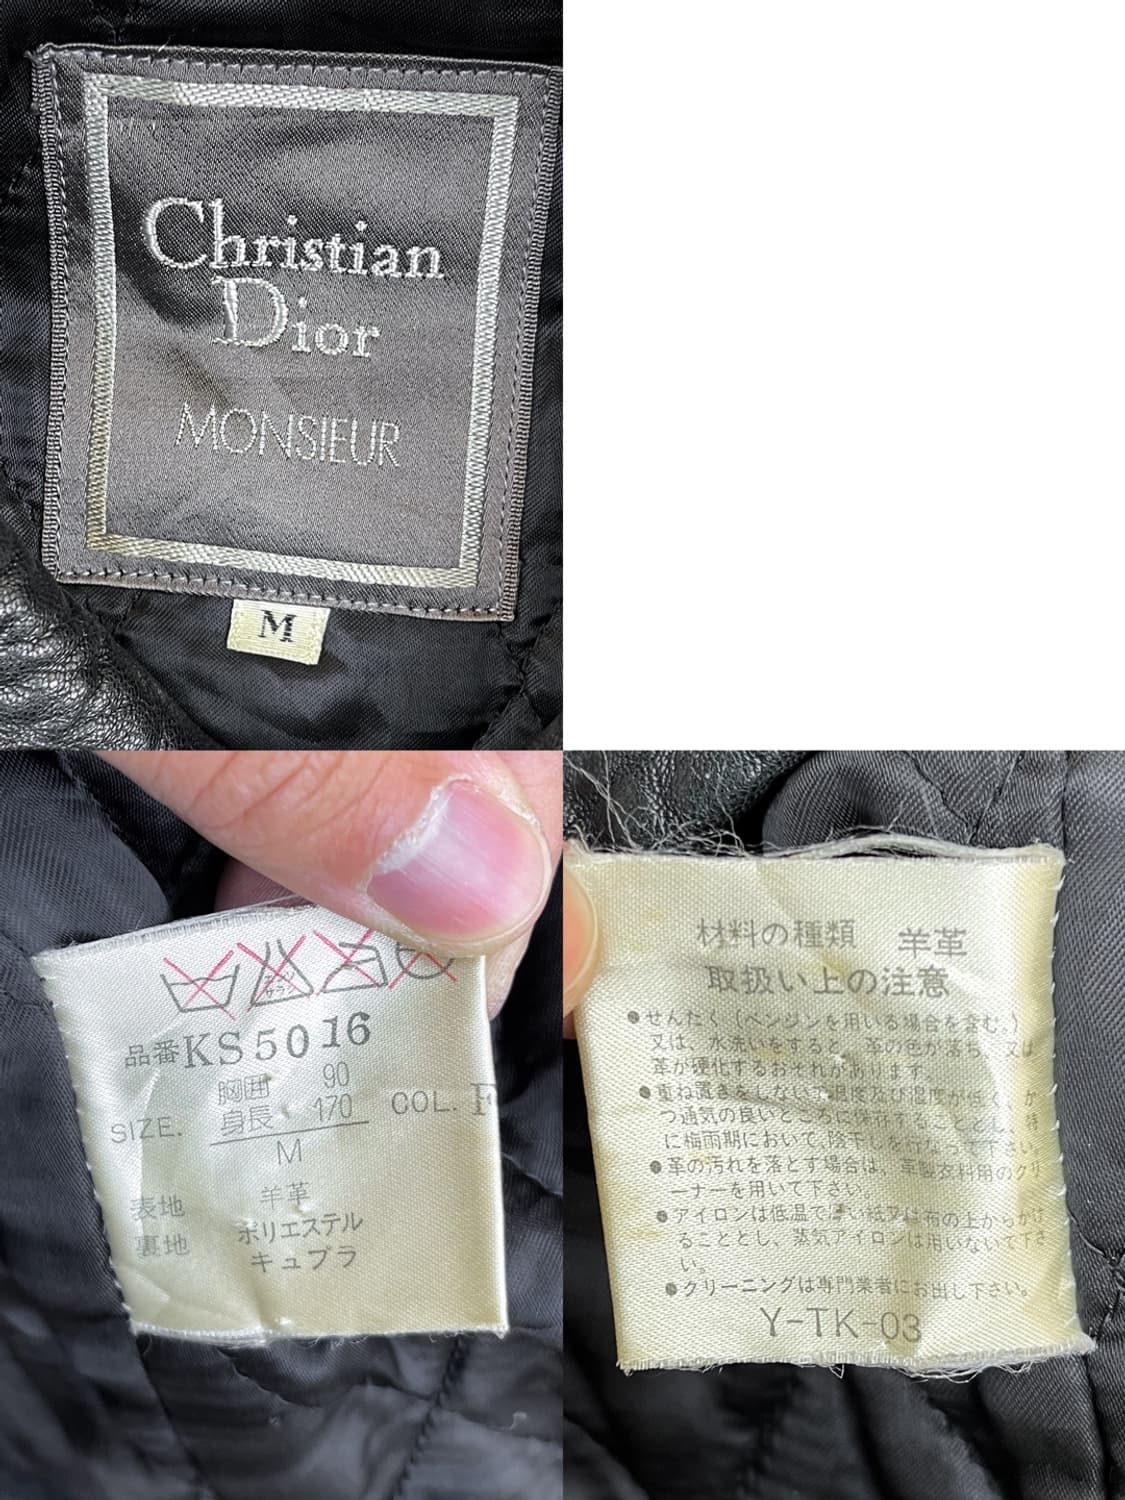 Christian
Dior
MONSIEUR
M
サラシ
品番KS5016
胸囲 90
SIZE. 身長 170 COL. F
M
表地 羊革
裏地 ポリエステル
キュプラ
材料の種類 羊革
取扱い上の注意
●せんたく(ベンジンを用いる場合を含む。)
又は、水洗いをすると、革の色が落ち、又は
革が硬化するおそれがあります。
●重ね置きをしないで温度及び湿度が低く、か
つ通気の良いところに保存することとし、特
に梅雨期において、陰干しを行なって下さい。
●革の汚れを落とす場合は、革製衣料用のクリ
ーナーを用いて下さい。
●アイロンは低温で厚い紙又は布の上からかけ
ることとし、蒸気アイロンは用いないで下さ
い。
●クリーニングは専門業者にお出し下さい。
Y-TK-03